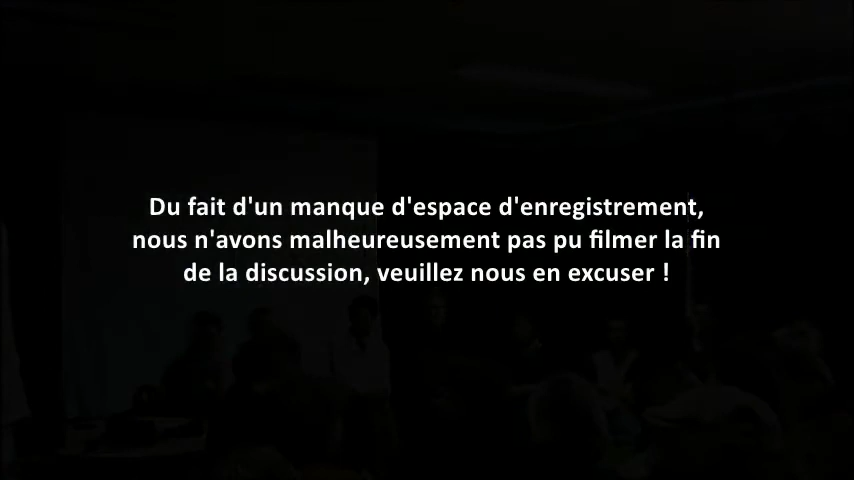 Du fait d'un manque d'espace d'enregistrement,
nous n'avons malheureusement pas pu filmer la fin
de la discussion, veuillez nous en excuser !